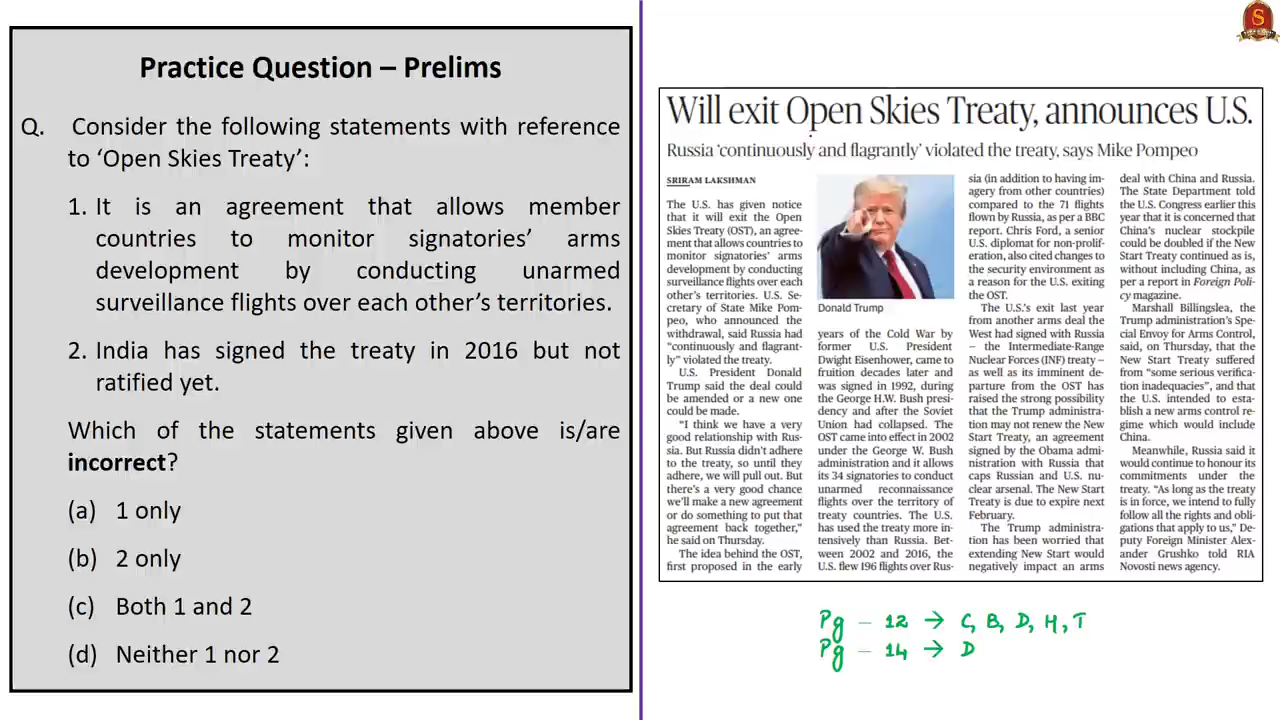 Practice Question – Prelims
Q. Consider the following statements with reference
to ‘Open Skies Treaty’:
1. It is an agreement that allows member
countries to monitor signatories’ arms
development by conducting unarmed
surveillance flights over each other’s territories.
2. India has signed the treaty in 2016 but not
ratified yet.
Which of the statements given above is/are
incorrect?
(a) 1 only
(b) 2 only
(c) Both 1 and 2
(d) Neither 1 nor 2
S
Will exit Open Skies Treaty, announces U.S.
Russia ‘continuously and flagrantly’ violated the treaty, says Mike Pompeo
SRIRAM LAKSHMAN
The U.S. has given notice
that it will exit the Open
Skies Treaty (OST), an agree-
ment that allows countries to
monitor signatories’ arms
development by conducting
surveillance flights over each
other’s territories. U.S. Se-
cretary of State Mike Pom-
peo, who announced the
withdrawal, said Russia had
“continuously and flagrant-
ly” violated the treaty.
U.S. President Donald
Trump said the deal could
be amended or a new one
could be made.
“I think we have a very
good relationship with Rus-
sia. But Russia didn’t adhere
to the treaty, so until they
adhere, we will pull out. But
there’s a very good chance
we’ll make a new agreement
or do something to put that
agreement back together,”
he said on Thursday.
The idea behind the OST,
first proposed in the early
Donald Trump
years of the Cold War by
former U.S. President
Dwight Eisenhower, came to
fruition decades later and
was signed in 1992, during
the George H.W. Bush presi-
dency and after the Soviet
Union had collapsed. The
OST came into effect in 2002
under the George W. Bush
administration and it allows
its 34 signatories to conduct
unarmed reconnaissance
flights over the territory of
treaty countries. The U.S.
has used the treaty more in-
tensively than Russia. Bet-
ween 2002 and 2016, the
U.S. flew 196 flights over Rus-
sia (in addition to having im-
agery from other countries)
compared to the 71 flights
flown by Russia, as per a BBC
report. Chris Ford, a senior
U.S. diplomat for non-prolif-
eration, also cited changes to
the security environment as
a reason for the U.S. exiting
the OST.
The U.S.’s exit last year
from another arms deal the
West had signed with Russia
– the Intermediate-Range
Nuclear Forces (INF) treaty –
as well as its imminent de-
parture from the OST has
raised the strong possibility
that the Trump administra-
tion may not renew the New
Start Treaty, an agreement
signed by the Obama admi-
nistration with Russia that
caps Russian and U.S. nu-
clear arsenal. The New Start
Treaty is due to expire next
February.
The Trump administra-
tion has been worried that
extending New Start would
negatively impact an arms
deal with China and Russia.
The State Department told
the U.S. Congress earlier this
year that it is concerned that
China’s nuclear stockpile
could be doubled if the New
Start Treaty continued as is,
without including China, as
per a report in Foreign Poli-
cy magazine.
Marshall Billingslea, the
Trump administration’s Spe-
cial Envoy for Arms Control,
said, on Thursday, that the
New Start Treaty suffered
from “some serious verifica-
tion inadequacies”, and that
the U.S. intended to esta-
blish a new arms control re-
gime which would include
China.
Meanwhile, Russia said it
would continue to honour its
commitments under the
treaty. “As long as the treaty
is in force, we intend to fully
follow all the rights and obli-
gations that apply to us,” De-
puty Foreign Minister Alex-
ander Grushko told RIA
Novosti news agency.
Pg – 12 → C, B, D, H, T
Pg – 14 → D